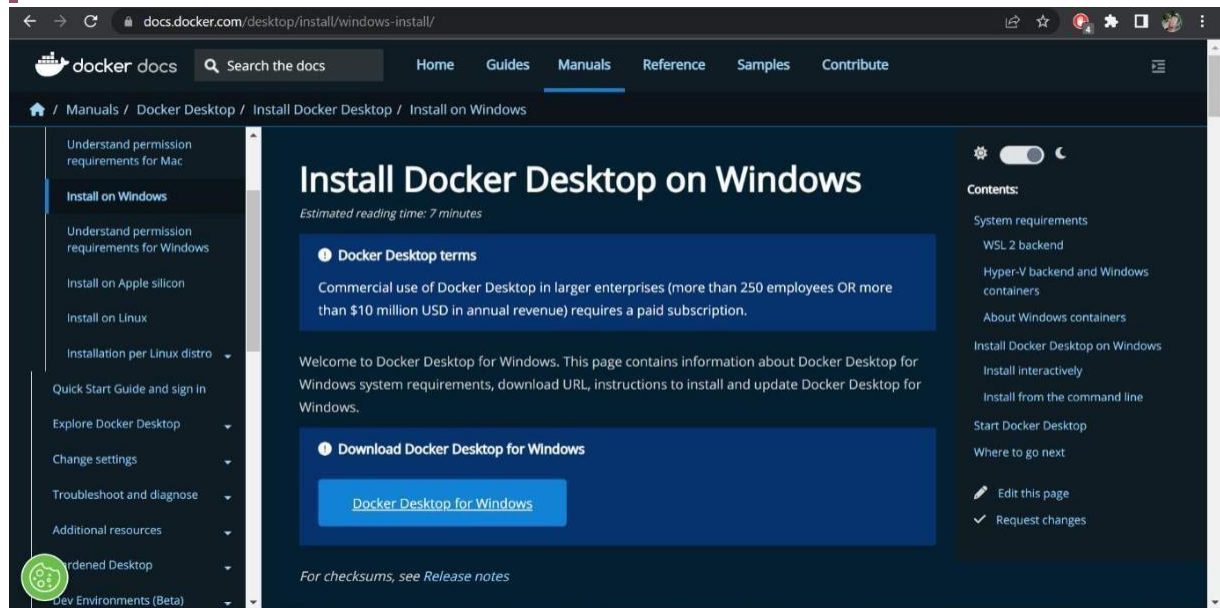 docs.docker.com/desktop/install/windows-install/
4
docker docs
Search the docs
Home
Guides
Manuals
Reference
Samples
Contribute
/ Manuals / Docker Desktop / Install Docker Desktop / Install on Windows
Understand permission
requirements for Mac
Install on Windows
Understand permission
requirements for Windows
Install on Apple silicon
Install on Linux
Installation per Linux distro
Quick Start Guide and sign in
Explore Docker Desktop
Change settings
Troubleshoot and diagnose
Additional resources
rdened Desktop
Dev Environments (Beta)
Install Docker Desktop on Windows
Estimated reading time: 7 minutes
Docker Desktop terms
Commercial use of Docker Desktop in larger enterprises (more than 250 employees OR more
than $10 million USD in annual revenue) requires a paid subscription.
Welcome to Docker Desktop for Windows. This page contains information about Docker Desktop for
Windows system requirements, download URL, instructions to install and update Docker Desktop for
Windows.
Download Docker Desktop for Windows
Docker Desktop for Windows
For checksums, see Release notes
Contents:
System requirements
WSL 2 backend
Hyper-V backend and Windows
containers
About Windows containers
Install Docker Desktop on Windows
Install interactively
Install from the command line
Start Docker Desktop
Where to go next
Edit this page
Request changes